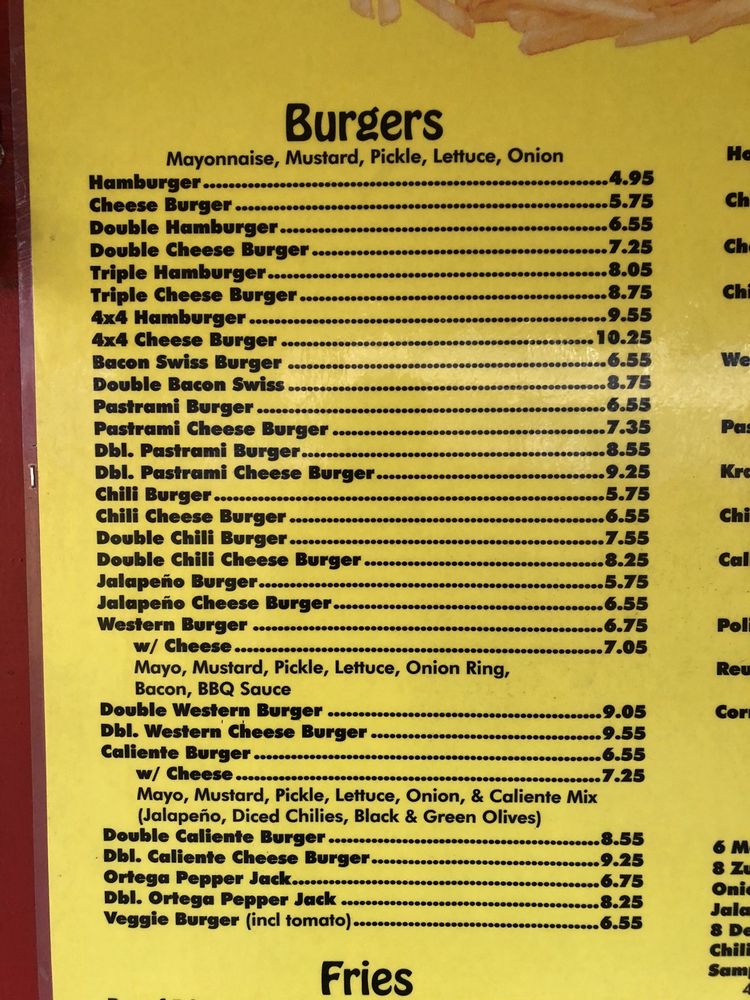 Burgers
Mayonnaise, Mustard, Pickle, Lettuce, Onion
Hamburger 4.95
Cheese Burger 5.75
Double Hamburger 6.55
Double Cheese Burger 7.25
Triple Hamburger 8.05
Triple Cheese Burger 8.75
4x4 Hamburger 9.55
4x4 Cheese Burger 10.25
Bacon Swiss Burger 6.55
Double Bacon Swiss 8.75
Pastrami Burger 6.55
Pastrami Cheese Burger 7.35
Dbl. Pastrami Burger 8.55
Dbl. Pastrami Cheese Burger 9.25
Chili Burger 5.75
Chili Cheese Burger 6.55
Double Chili Burger 7.55
Double Chili Cheese Burger 8.25
Jalapeño Burger 5.75
Jalapeño Cheese Burger 6.55
Western Burger 6.75
w/ Cheese 7.05
Mayo, Mustard, Pickle, Lettuce, Onion Ring,
Bacon, BBQ Sauce
Double Western Burger 9.05
Dbl. Western Cheese Burger 9.55
Caliente Burger 6.55
w/ Cheese 7.25
Mayo, Mustard, Pickle, Lettuce, Onion, & Caliente Mix
(Jalapeño, Diced Chilies, Black & Green Olives)
Double Caliente Burger 8.55
Dbl. Caliente Cheese Burger 9.25
Ortega Pepper Jack 6.75
Dbl. Ortega Pepper Jack 8.25
Veggie Burger (incl tomato) 6.55
Fries